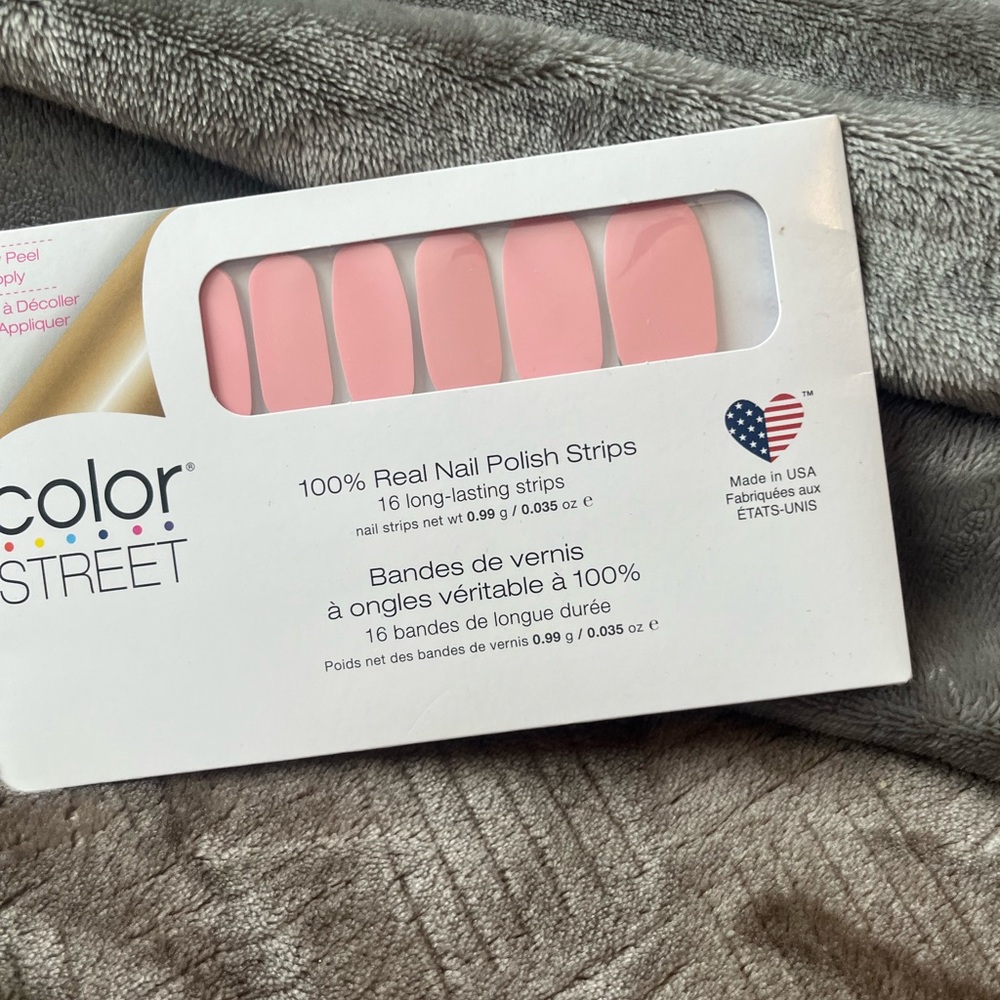 Peel
à Décoller
Appliquer
color®
STREET
100% Real Nail Polish Strips
16 long-lasting strips
nail strips net wt 0.99 g / 0.035 oz e
Bandes de vernis
à ongles véritable à 100%
16 bandes de longue durée
Poids net des bandes de vernis 0.99 g / 0.035 oz e
™
Made in USA
Fabriquées aux
ÉTATS-UNIS